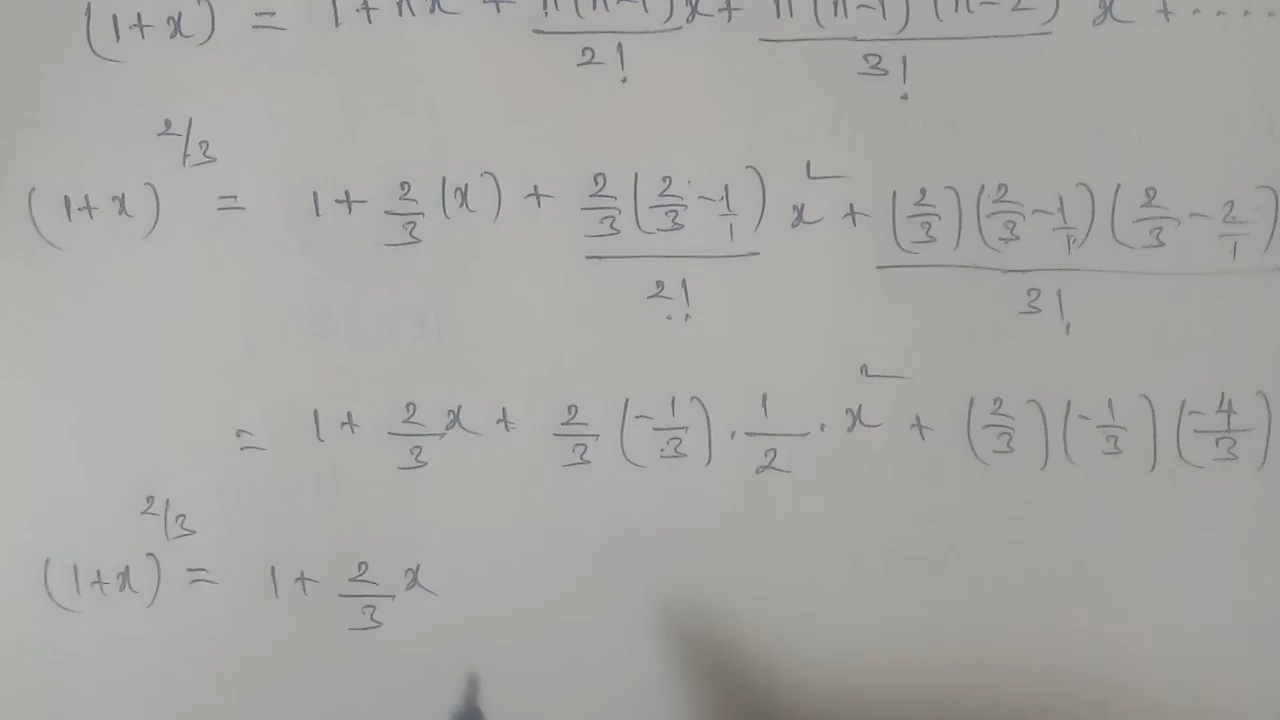 (1+x) = 1+nx + n(n-1)/2! x + n(n-1)(n-2)/3! x + ....
(1+x)^2/3 = 1+ 2/3 (x) + 2/3 (2/3 - 1/1)/2! x^2 + (2/3)(2/3 - 1/1)(2/3 - 2/1)/3!
= 1+ 2/3 x + 2/3 (-1/3) . 1/2 . x^2 + (2/3)(-1/3)(-4/3)
(1+x)^2/3 = 1+ 2/3 x